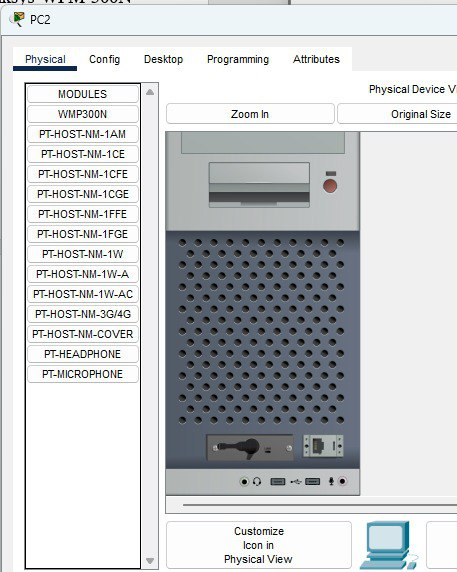 PC2
Physical Config Desktop Programming Attributes
MODULES
WMP300N
PT-HOST-NM-1AM
PT-HOST-NM-1CE
PT-HOST-NM-1CFE
PT-HOST-NM-1CGE
PT-HOST-NM-1FFE
PT-HOST-NM-1FGE
PT-HOST-NM-1W
PT-HOST-NM-1W-A
PT-HOST-NM-1W-AC
PT-HOST-NM-3G/4G
PT-HOST-NM-COVER
PT-HEADPHONE
PT-MICROPHONE
Physical Device Vi
Zoom In
Original Size
Customize
Icon in
Physical View